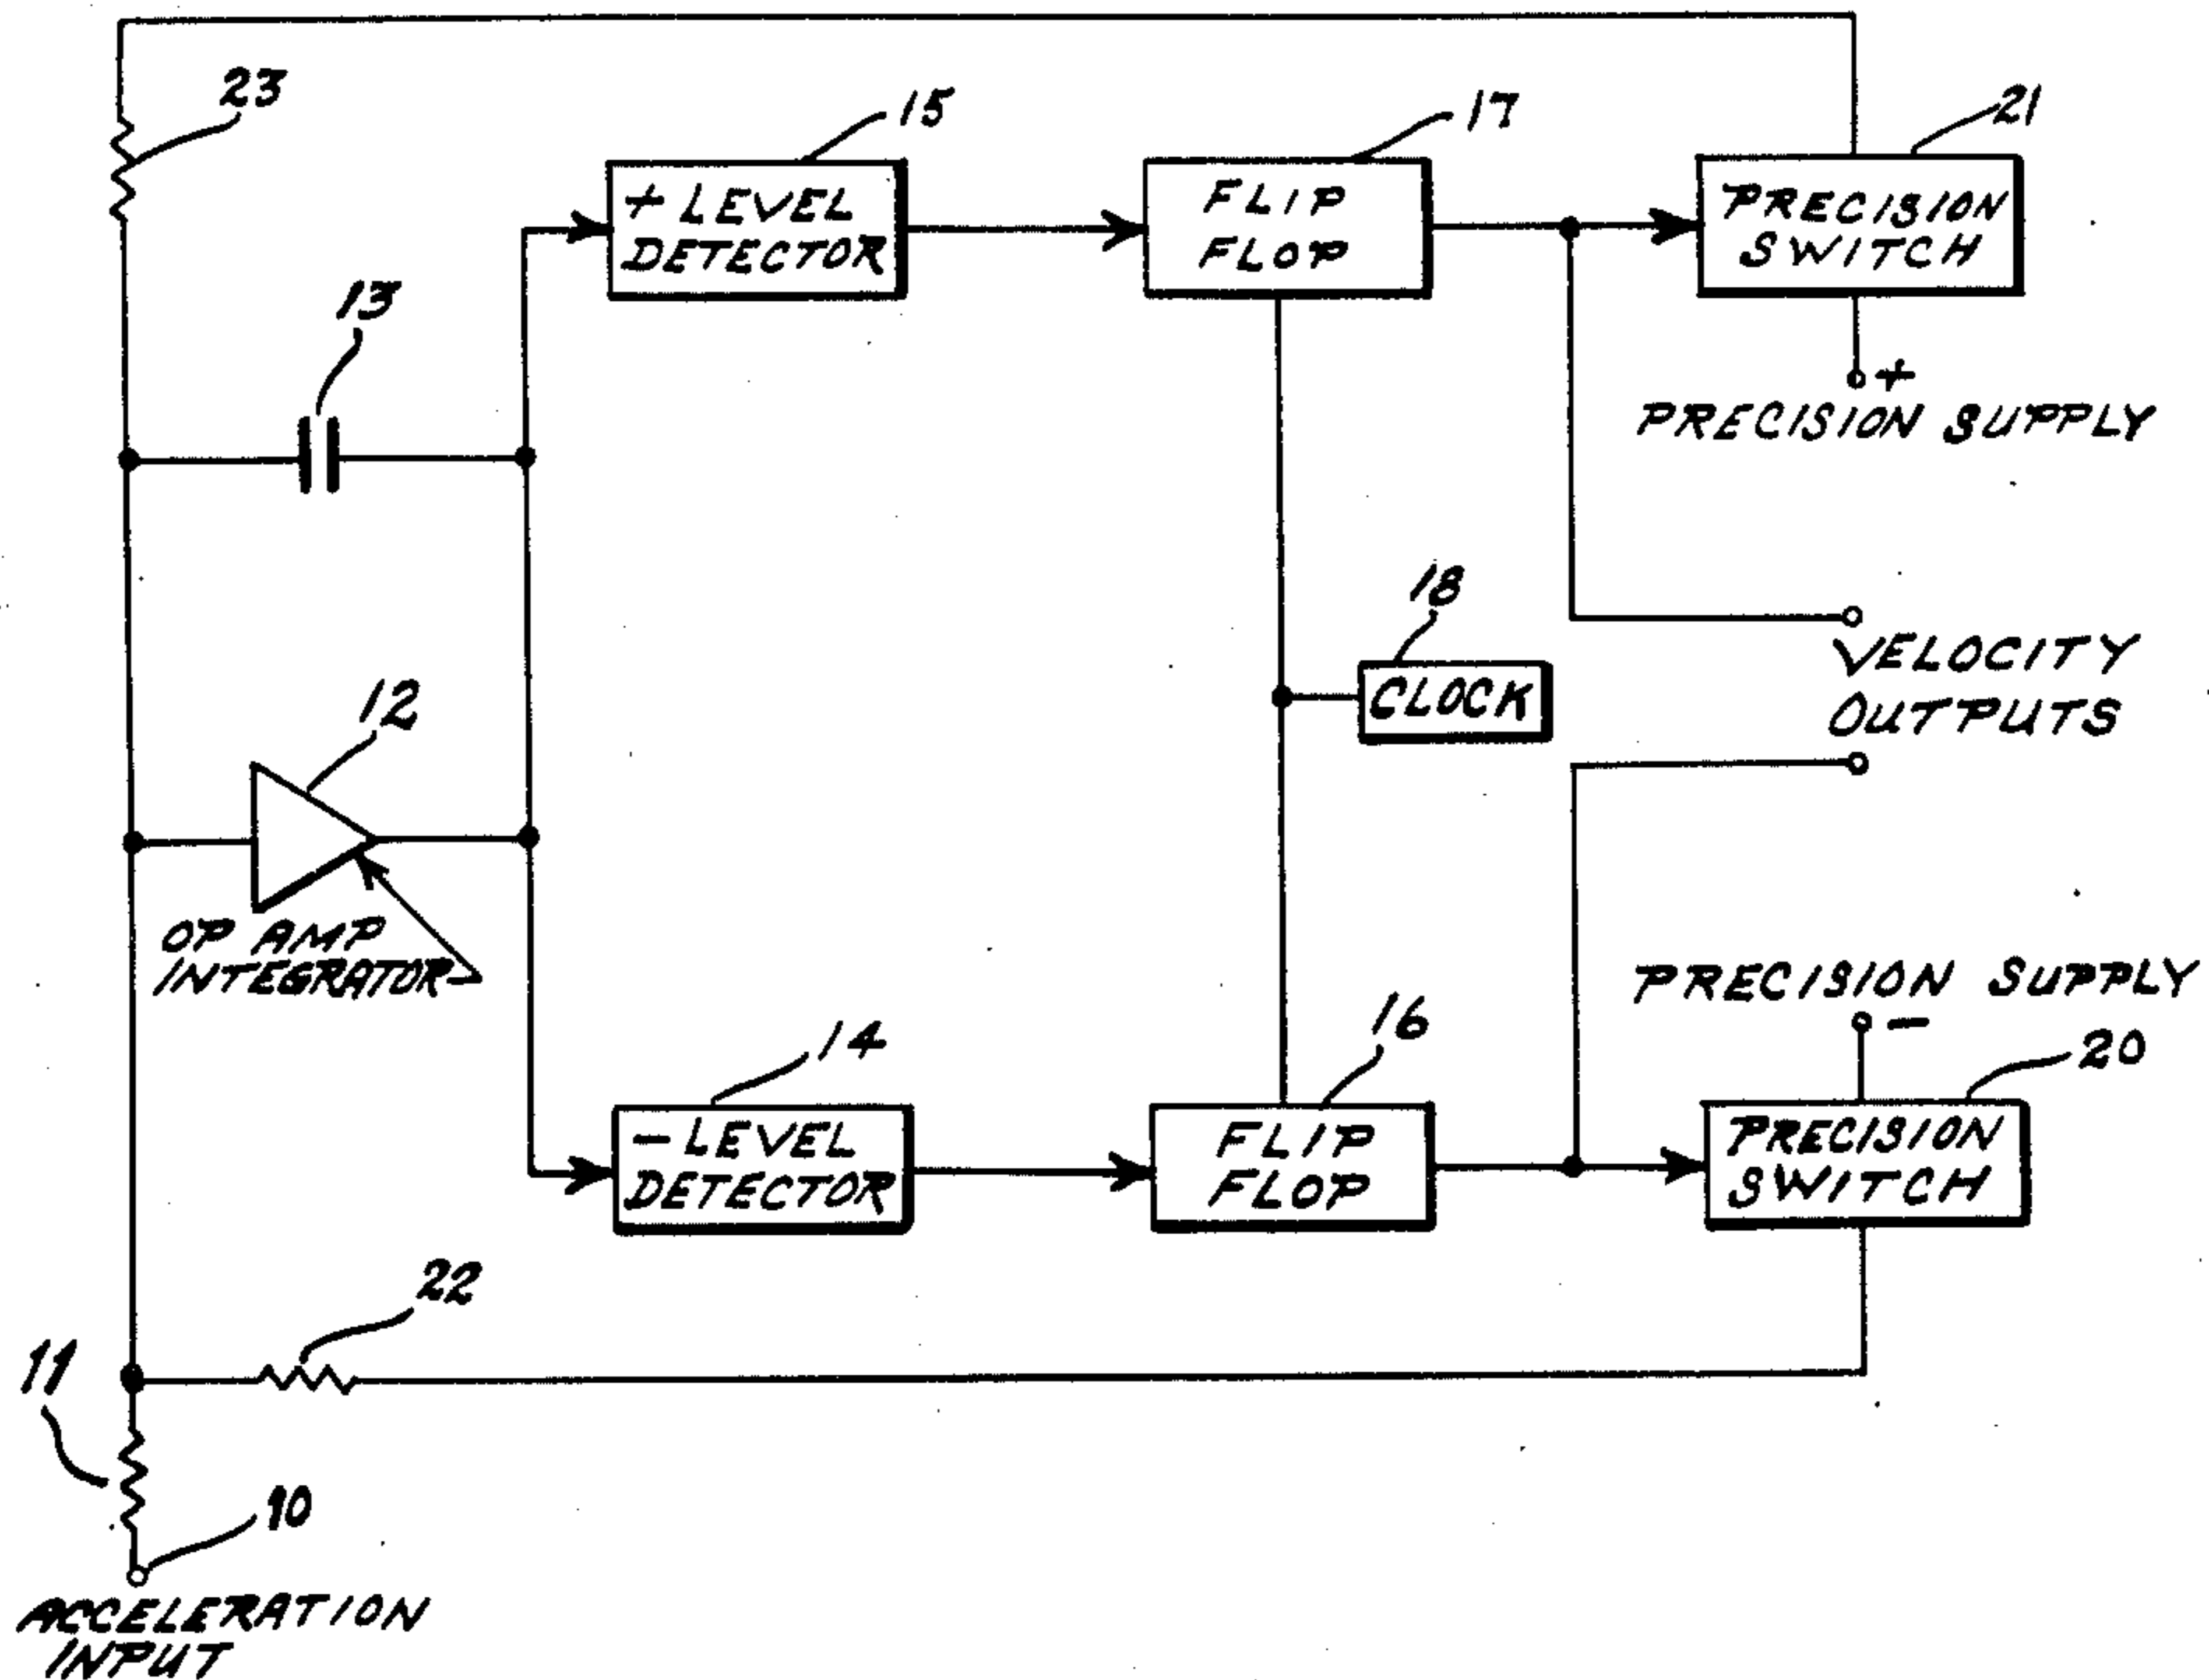 23
15
17
21
+ LEVEL
DETECTOR
FLIP
FLOP
PRECISION
SWITCH
13
+
PRECISION SUPPLY
18
CLOCK
VELOCITY
OUTPUTS
12
OP AMP
INTEGRATOR
PRECISION SUPPLY
-
14
16
20
- LEVEL
DETECTOR
FLIP
FLOP
PRECISION
SWITCH
22
11
10
ACCELERATION
INPUT